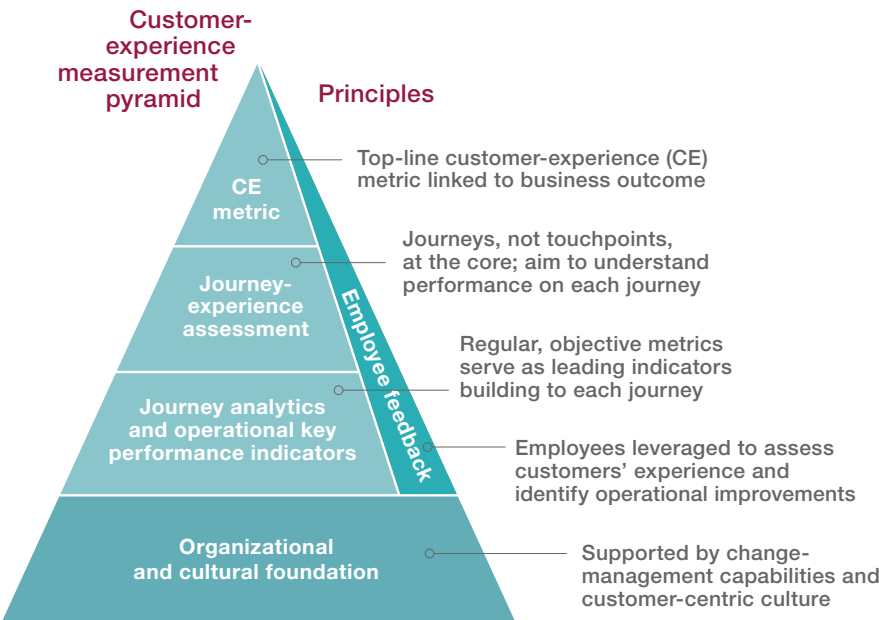 Customer-
experience
measurement
pyramid
Principles
CE
metric
Top-line customer-experience (CE)
metric linked to business outcome
Journey-
experience
assessment
Journeys, not touchpoints,
at the core; aim to understand
performance on each journey
Journey analytics
and operational key
performance indicators
Regular, objective metrics
serve as leading indicators
building to each journey
Employee feedback
Employees leveraged to assess
customers’ experience and
identify operational improvements
Organizational
and cultural foundation
Supported by change-
management capabilities and
customer-centric culture